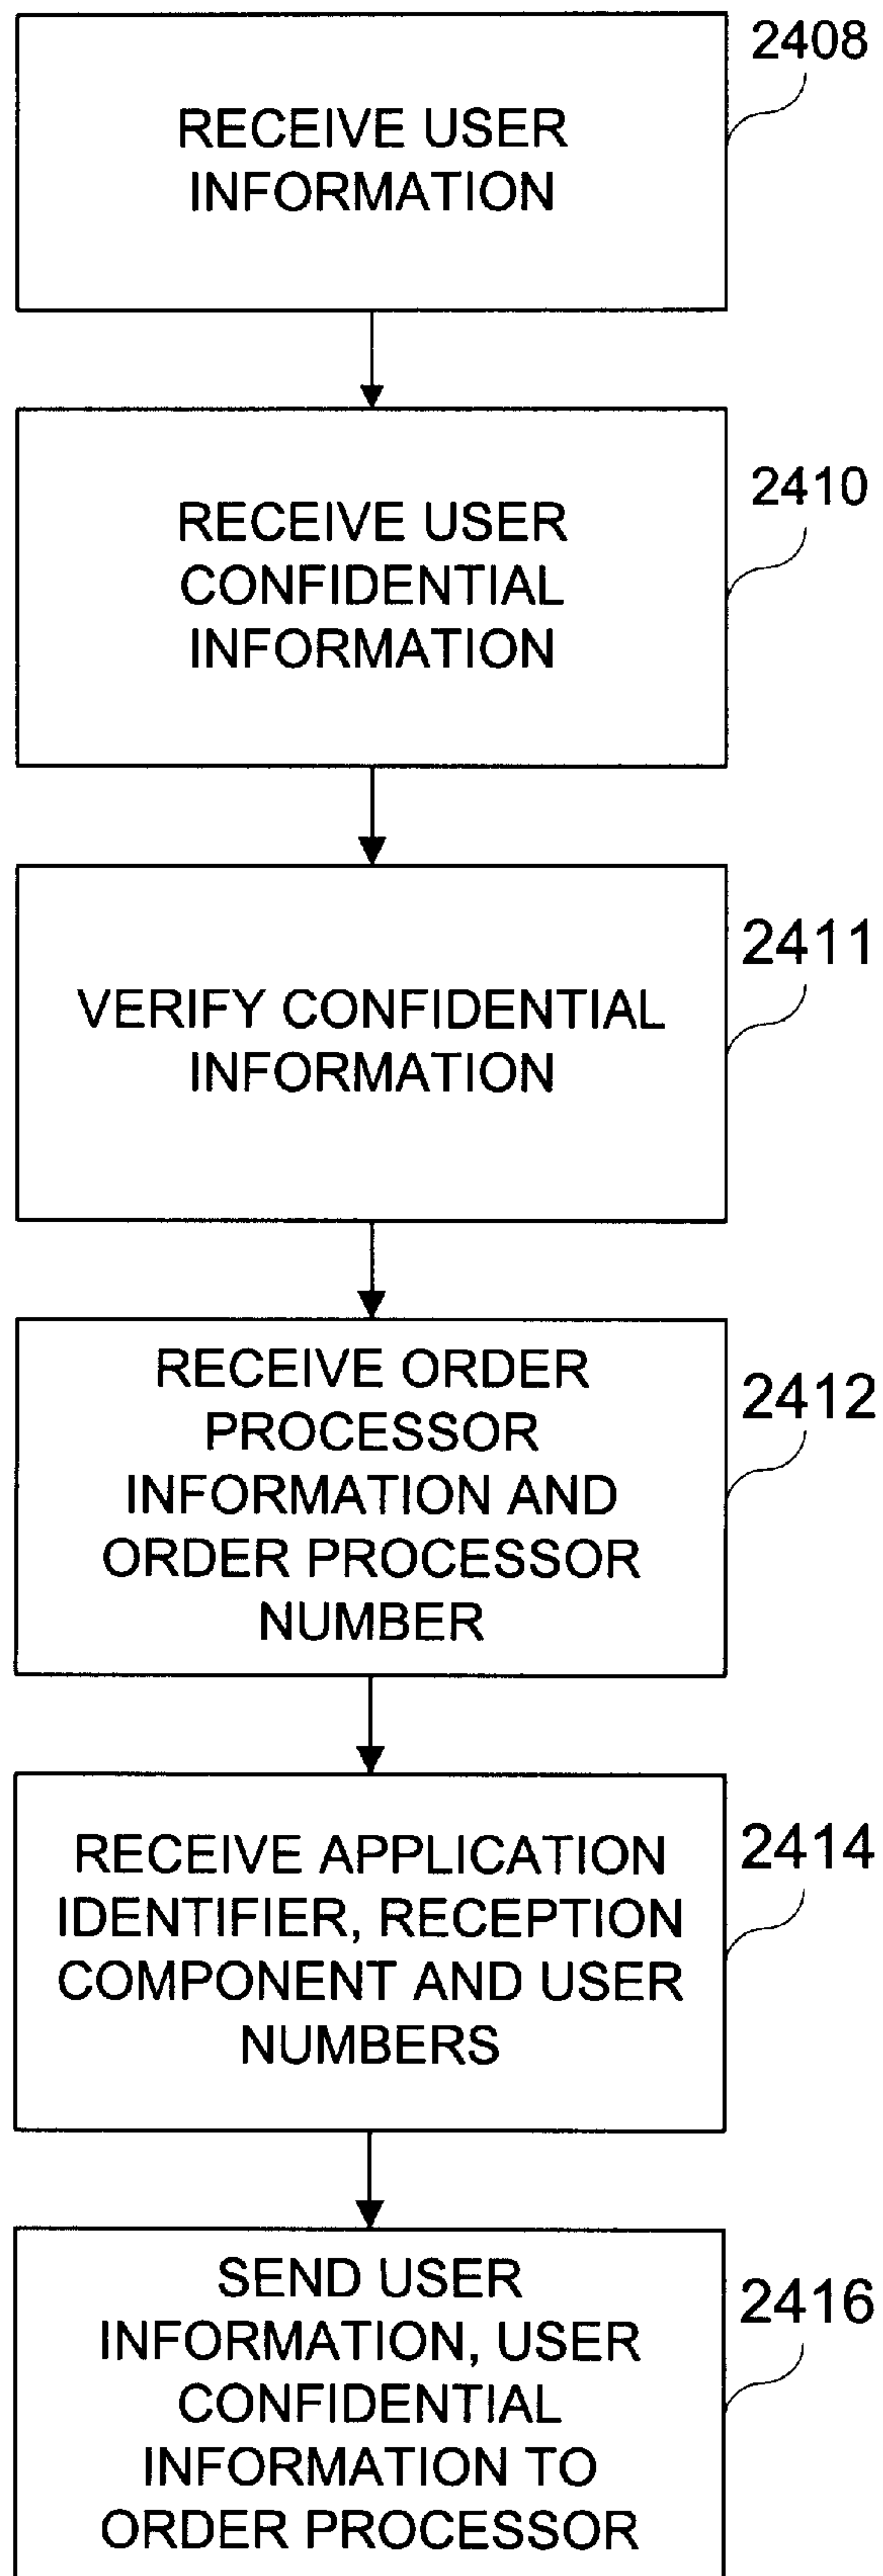 2408
RECEIVE USER
INFORMATION
2410
RECEIVE USER
CONFIDENTIAL
INFORMATION
2411
VERIFY CONFIDENTIAL
INFORMATION
2412
RECEIVE ORDER
PROCESSOR
INFORMATION AND
ORDER PROCESSOR
NUMBER
2414
RECEIVE APPLICATION
IDENTIFIER, RECEPTION
COMPONENT AND USER
NUMBERS
2416
SEND USER
INFORMATION, USER
CONFIDENTIAL
INFORMATION TO
ORDER PROCESSOR